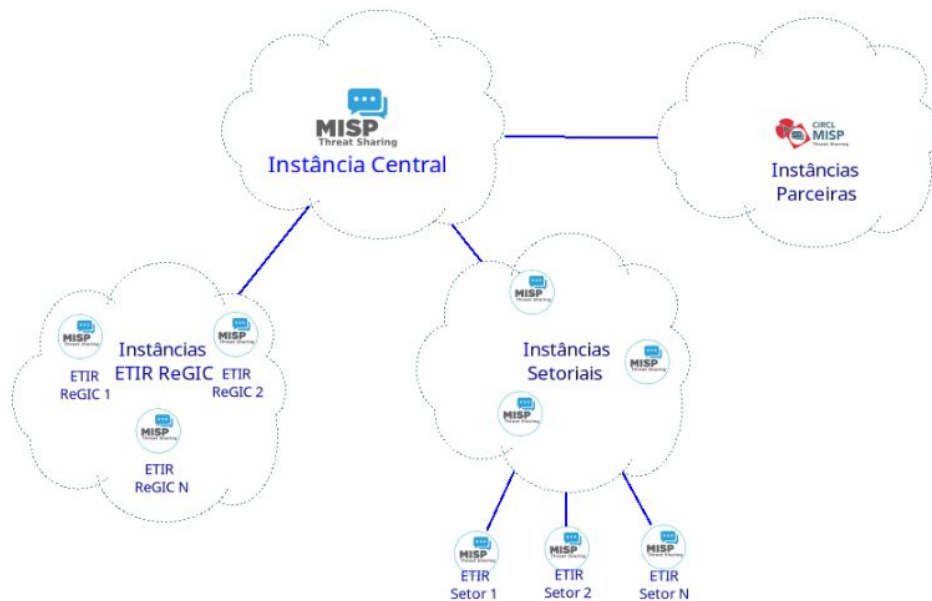 MISP
Threat Sharing
Instância Central
CIRCL
MISP
Threat Sharing
Instâncias
Parceiras
MISP
Threat Sharing
Instâncias
ETIR ReGIC
MISP
Threat Sharing
ETIR
ReGIC 1
ETIR
ReGIC 2
MISP
Threat Sharing
ETIR
ReGIC N
MISP
Threat Sharing
Instâncias
Setoriais
MISP
Threat Sharing
MISP
Threat Sharing
MISP
Threat Sharing
ETIR
Setor 1
MISP
Threat Sharing
ETIR
Setor 2
MISP
Threat Sharing
ETIR
Setor N